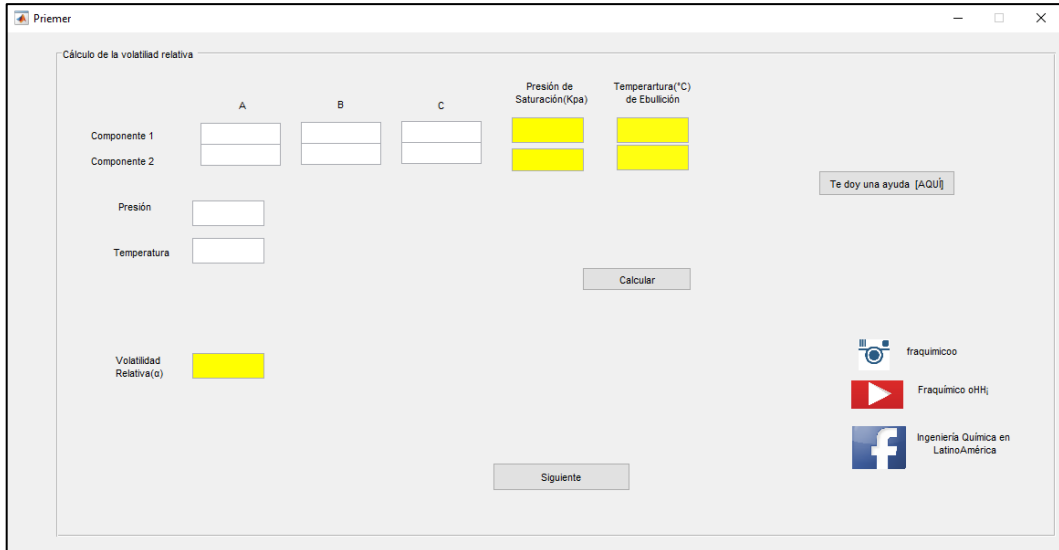 Priemer
Cálculo de la volatiliad relativa
Presión de
Saturación(Kpa)
Temperartura(°C)
de Ebullición
A
B
C
Componente 1
Componente 2
Te doy una ayuda [AQUÍ]
Presión
Temperatura
Calcular
Volatilidad
Relativa(α)
fraquimicoo
Fraquímico oHH¡
Ingeniería Química en
LatinoAmérica
Siguiente